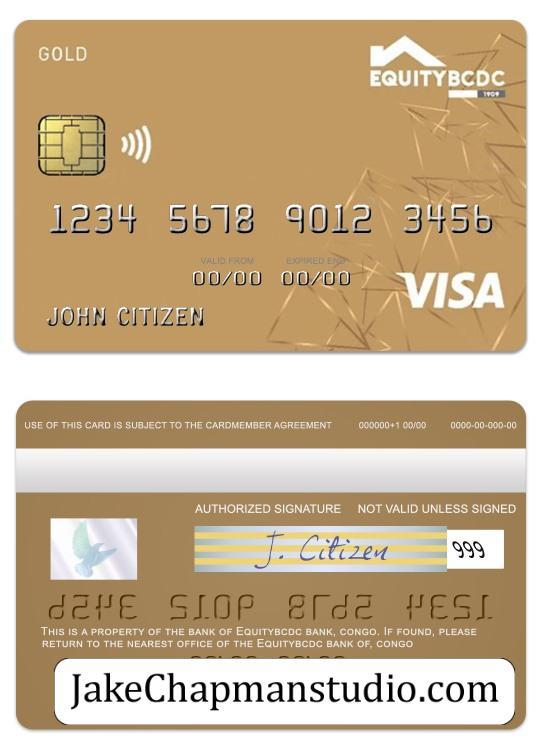 GOLD
EQUITYBCDC
1909
1234 5678 9012 3456
VALID FROM EXPIRED END
00/00 00/00
VISA
JOHN CITIZEN
USE OF THIS CARD IS SUBJECT TO THE CARDMEMBER AGREEMENT 000000+1 00/00 0000-00-000-00
AUTHORIZED SIGNATURE NOT VALID UNLESS SIGNED
J. Citizen 999
THIS IS A PROPERTY OF THE BANK OF EQUITYBCDC BANK, CONGO. IF FOUND, PLEASE
RETURN TO THE NEAREST OFFICE OF THE EQUITYBCDC BANK OF, CONGO
JakeChapmanstudio.com